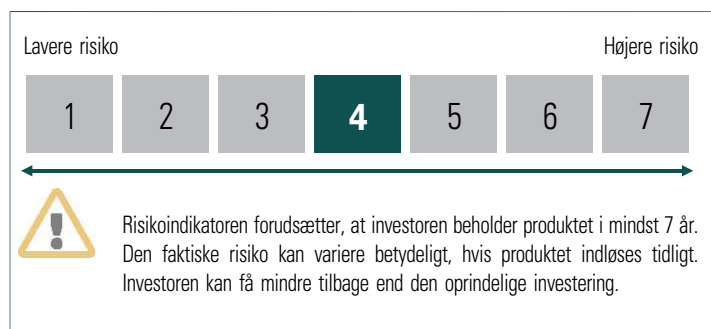 Lavere risiko Højere risiko
1 2 3 4 5 6 7
Risikoindikatoren forudsætter, at investoren beholder produktet i mindst 7 år.
Den faktiske risiko kan variere betydeligt, hvis produktet indløses tidligt.
Investoren kan få mindre tilbage end den oprindelige investering.